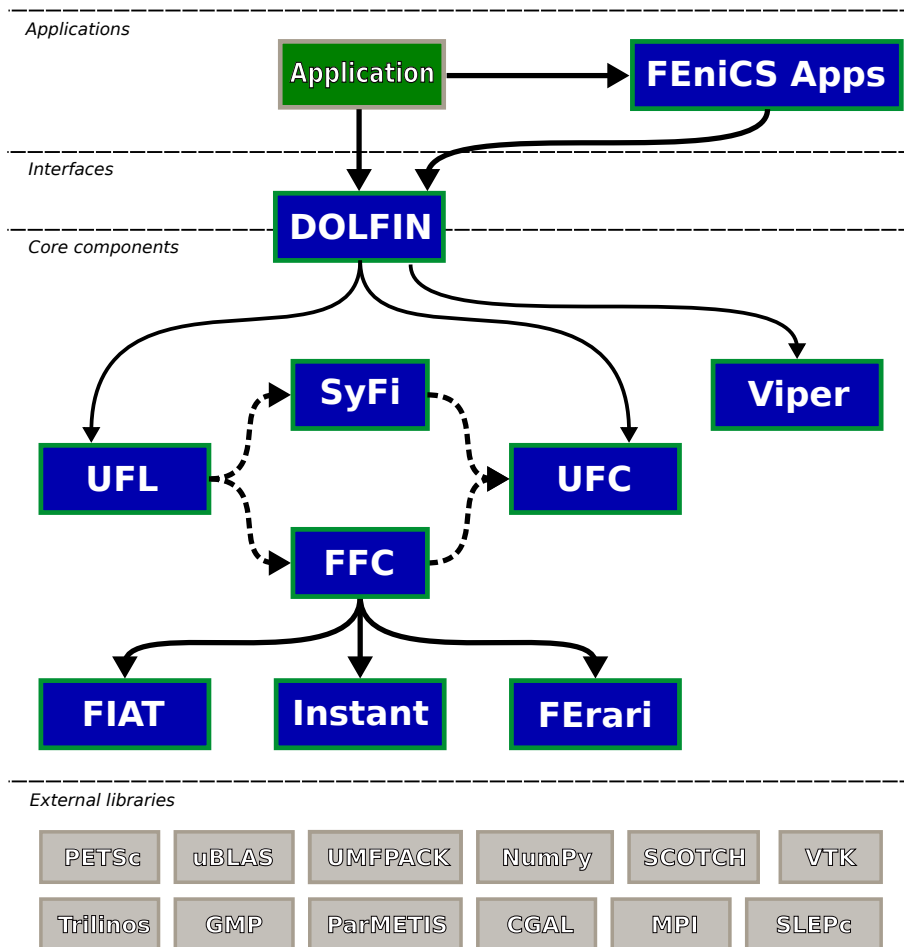 Applications
Application
FEniCS Apps
Interfaces
DOLFIN
Core components
SyFi
Viper
UFL
UFC
FFC
FIAT
Instant
FErari
External libraries
PETSc uBLAS UMFPACK NumPy SCOTCH VTK
Trilinos GMP ParMETIS CGAL MPI SLEPc